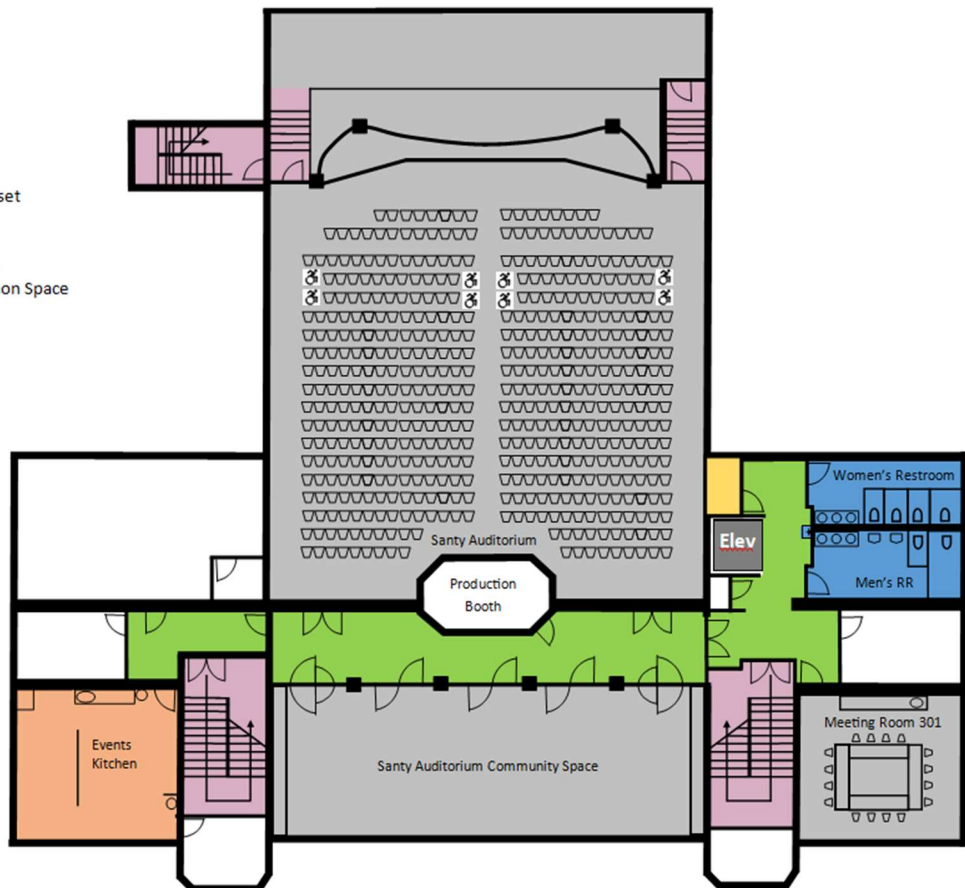 set
on Space
Santy Auditorium
Production
Booth
Elev
Women's Restroom
Men's RR
Events
Kitchen
Santy Auditorium Community Space
Meeting Room 301